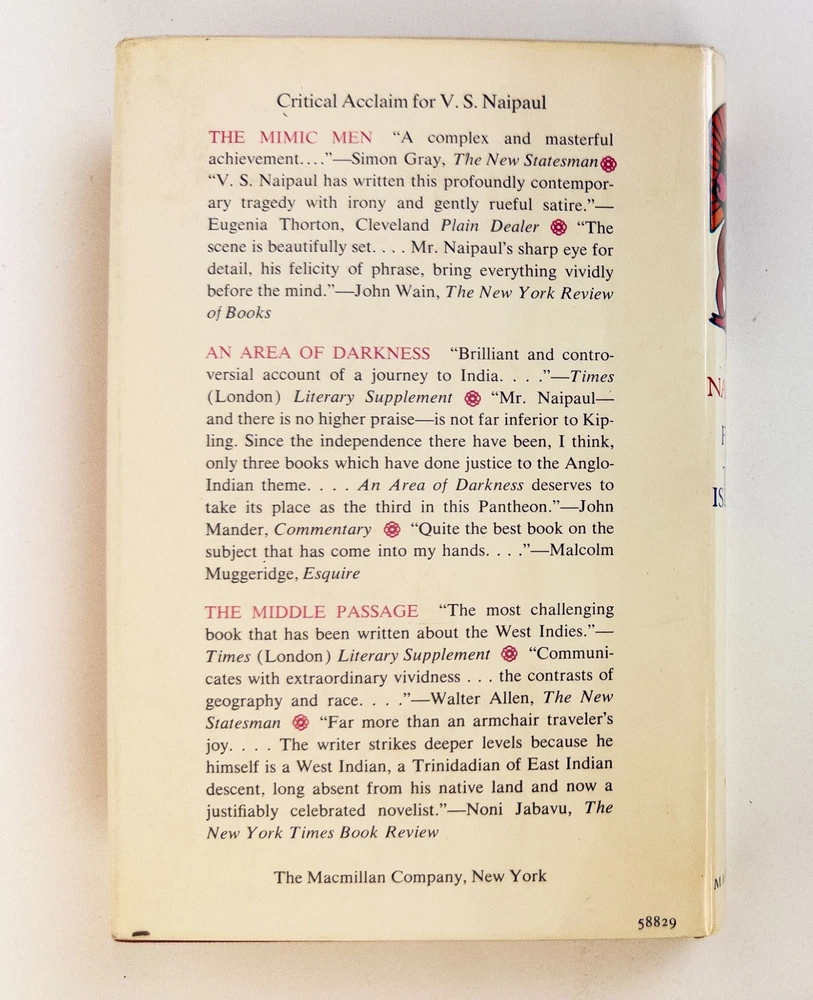 Critical Acclaim for V. S. Naipaul
THE MIMIC MEN “A complex and masterful
achievement. . . .”—Simon Gray, The New Statesman
“V. S. Naipaul has written this profoundly contempor-
ary tragedy with irony and gently rueful satire.”—
Eugenia Thorton, Cleveland Plain Dealer “The
scene is beautifully set. . . . Mr. Naipaul’s sharp eye for
detail, his felicity of phrase, bring everything vividly
before the mind.”—John Wain, The New York Review
of Books
AN AREA OF DARKNESS “Brilliant and contro-
versial account of a journey to India. . . .”—Times
(London) Literary Supplement “Mr. Naipaul—
and there is no higher praise—is not far inferior to Kip-
ling. Since the independence there have been, I think,
only three books which have done justice to the Anglo-
Indian theme. . . . An Area of Darkness deserves to
take its place as the third in this Pantheon.”—John
Mander, Commentary “Quite the best book on the
subject that has come into my hands. . . .”—Malcolm
Muggeridge, Esquire
THE MIDDLE PASSAGE “The most challenging
book that has been written about the West Indies.”—
Times (London) Literary Supplement “Communi-
cates with extraordinary vividness . . . the contrasts of
geography and race. . . .”—Walter Allen, The New
Statesman “Far more than an armchair traveler’s
joy. . . . The writer strikes deeper levels because he
himself is a West Indian, a Trinidadian of East Indian
descent, long absent from his native land and now a
justifiably celebrated novelist.”—Noni Jabavu, The
New York Times Book Review
The Macmillan Company, New York
58829